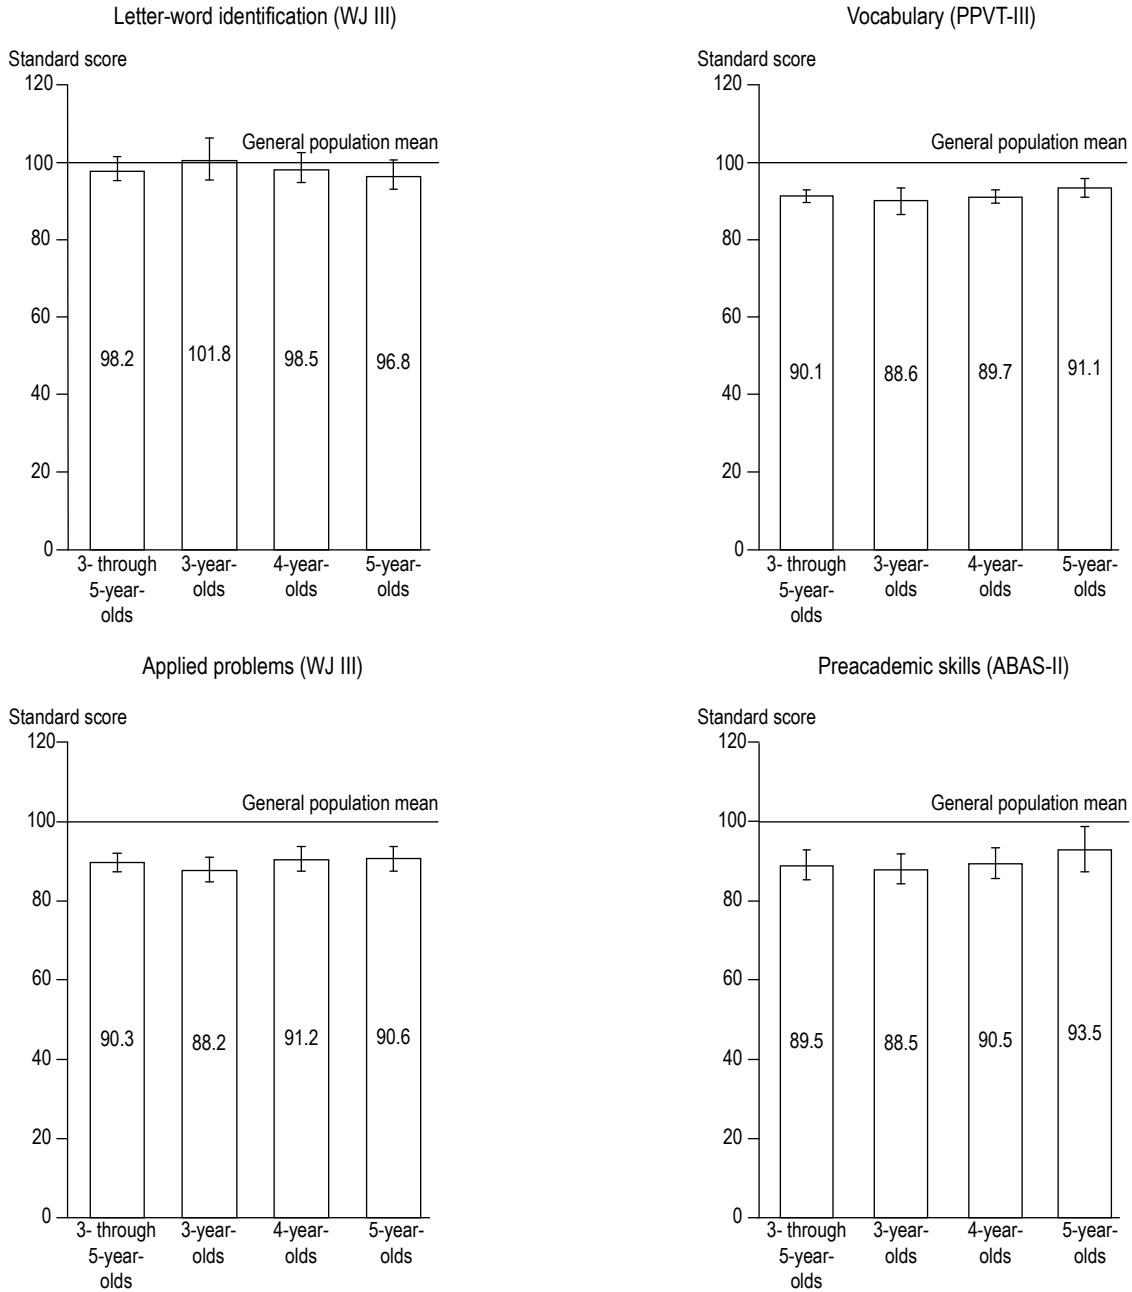 Letter-word identification (WJ III)
Standard score
120
100
80
60
40
20
0
General population mean
98.2
101.8
98.5
96.8
3- through
5-year-
olds
3-year-
olds
4-year-
olds
5-year-
olds
Vocabulary (PPVT-III)
Standard score
120
100
80
60
40
20
0
General population mean
90.1
88.6
89.7
91.1
3- through
5-year-
olds
3-year-
olds
4-year-
olds
5-year-
olds
Applied problems (WJ III)
Standard score
120
100
80
60
40
20
0
General population mean
90.3
88.2
91.2
90.6
3- through
5-year-
olds
3-year-
olds
4-year-
olds
5-year-
olds
Preacademic skills (ABAS-II)
Standard score
120
100
80
60
40
20
0
General population mean
89.5
88.5
90.5
93.5
3- through
5-year-
olds
3-year-
olds
4-year-
olds
5-year-
olds